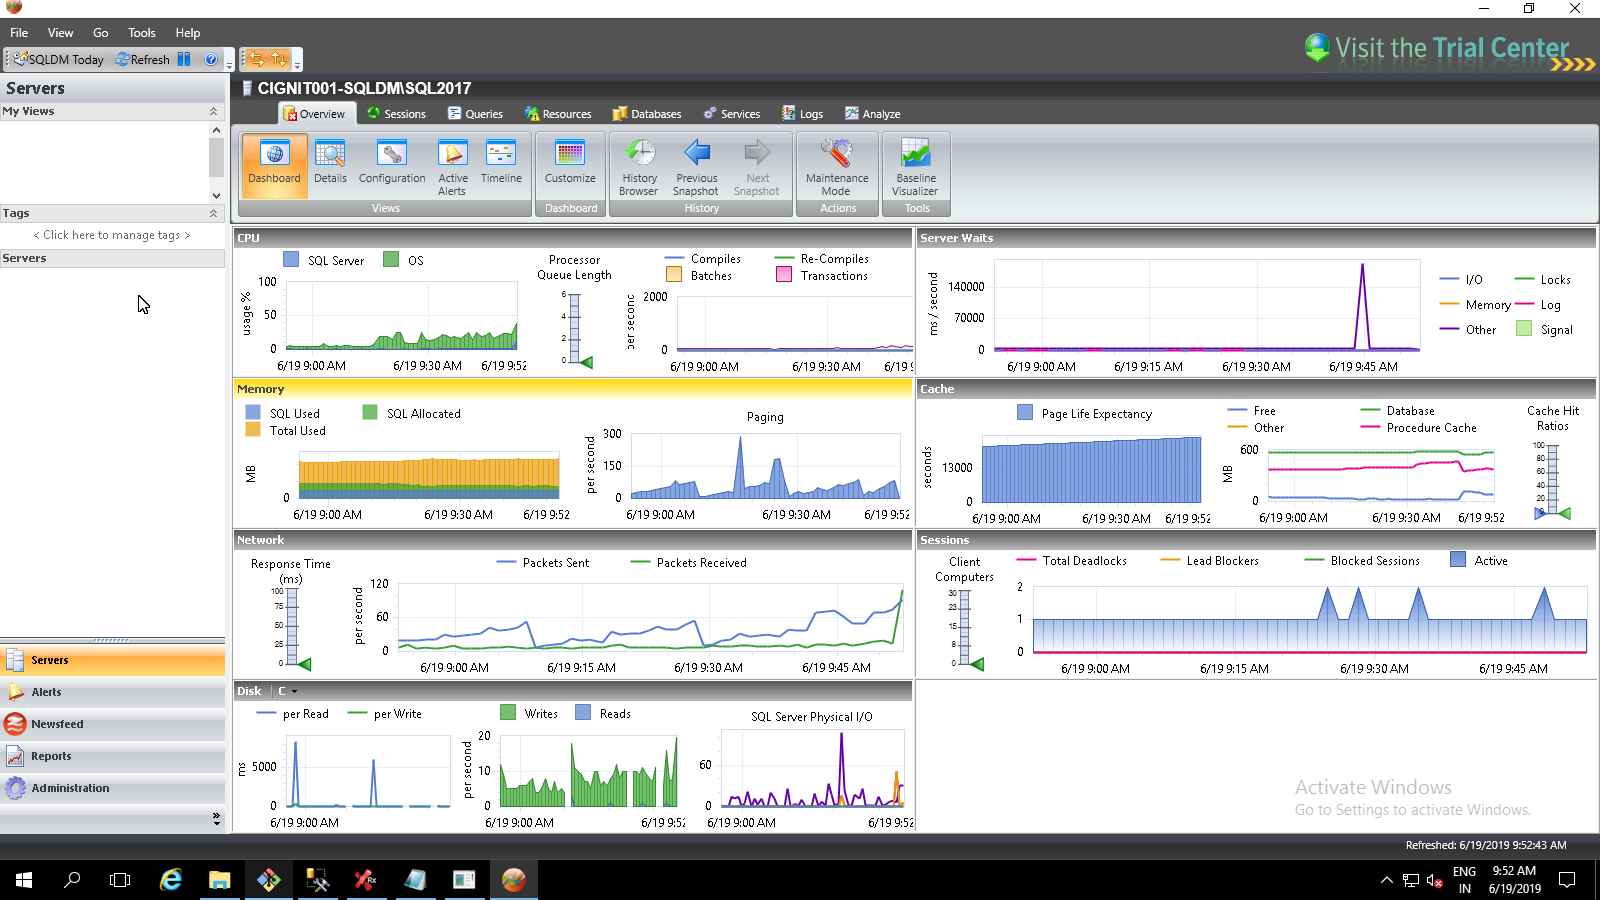 File View Go Tools Help
SQLDM Today Refresh
Visit the Trial Center
Servers
My Views
Tags
< Click here to manage tags >
Servers
Servers
Alerts
Newsfeed
Reports
Administration
CIGNIT001-SQLDM\SQL2017
Overview Sessions Queries Resources Databases Services Logs Analyze
Dashboard Details Configuration Active Alerts Timeline Customize History Browser Previous Snapshot Next Snapshot Maintenance Mode Baseline Visualizer
Views Dashboard History Actions Tools
CPU
SQL Server OS
usage %
100
50
0
6/19 9:00 AM 6/19 9:30 AM 6/19 9:52
Processor
Queue Length
6
4
2
0
Compiles Re-Compiles
Batches Transactions
per second
2000
0
6/19 9:00 AM 6/19 9:30 AM 6/19 9:
Server Waits
ms / second
140000
70000
0
6/19 9:00 AM 6/19 9:15 AM 6/19 9:30 AM 6/19 9:45 AM
I/O Locks
Memory Log
Other Signal
Memory
SQL Used SQL Allocated
Total Used
MB
0
6/19 9:00 AM 6/19 9:30 AM 6/19 9:52
Paging
per second
300
150
0
6/19 9:00 AM 6/19 9:30 AM 6/19 9:52
Cache
Page Life Expectancy
seconds
13000
0
6/19 9:00 AM 6/19 9:30 AM 6/19 9:52
Free Database
Other Procedure Cache
MB
600
0
6/19 9:00 AM 6/19 9:30 AM 6/19 9:52
Cache Hit
Ratios
100
80
60
40
20
0
Network
Response Time
(ms)
100
75
50
25
0
Packets Sent Packets Received
per second
120
60
0
6/19 9:00 AM 6/19 9:15 AM 6/19 9:30 AM 6/19 9:45 AM
Sessions
Client
Computers
30
23
15
8
0
Total Deadlocks Lead Blockers Blocked Sessions Active
2
1
0
6/19 9:00 AM 6/19 9:15 AM 6/19 9:30 AM 6/19 9:45 AM
Disk C
per Read per Write
ms
5000
0
6/19 9:00 AM
Writes Reads
per second
20
10
0
6/19 9:00 AM 6/19 9:52
SQL Server Physical I/O
60
0
6/19 9:00 AM 6/19 9:52
Activate Windows
Go to Settings to activate Windows.
Refreshed: 6/19/2019 9:52:43 AM
ENG
IN
9:52 AM
6/19/2019